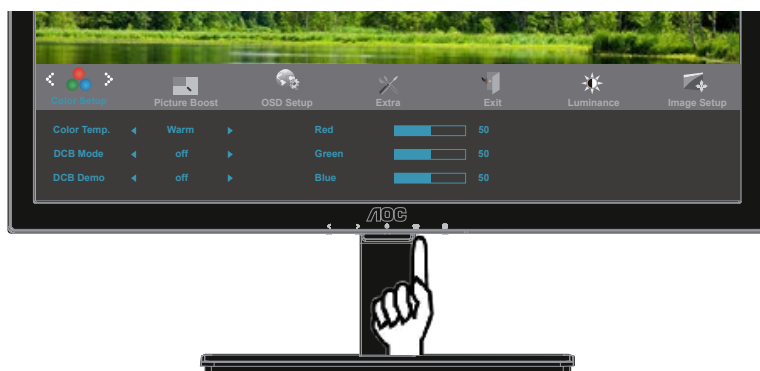 Color Setup Picture Boost OSD Setup Extra Exit Luminance Image Setup
Color Temp. Warm Red 50
DCB Mode off Green 50
DCB Demo off Blue 50
AOC